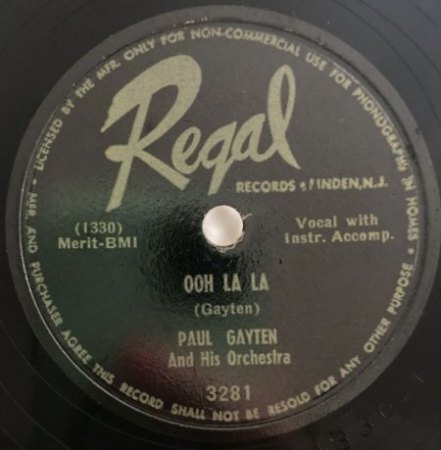 LICENSED BY THE MFR. ONLY FOR NON-COMMERCIAL USE FOR PHONOGRAPHS IN HOMES •
MFR AND PURCHASER AGREE THIS RECORD SHALL NOT BE RESOLD FOR ANY OTHER PURPOSE •
Regal
RECORDS • LINDEN, N.J.
(1330)
Merit-BMI
Vocal with
Instr. Accomp.
OOH LA LA
(Gayten)
PAUL GAYTEN
And His Orchestra
3281